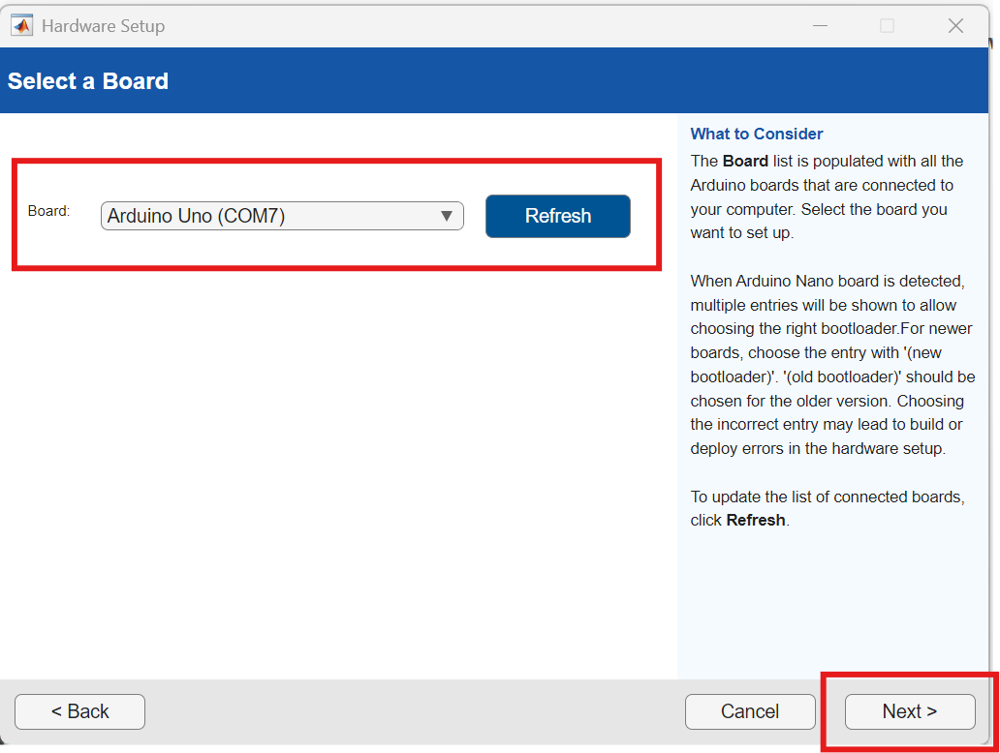 Hardware Setup
Select a Board
Board:
Arduino Uno (COM7)
Refresh
What to Consider
The Board list is populated with all the
Arduino boards that are connected to
your computer. Select the board you
want to set up.
When Arduino Nano board is detected,
multiple entries will be shown to allow
choosing the right bootloader.For newer
boards, choose the entry with '(new
bootloader)'. '(old bootloader)' should be
chosen for the older version. Choosing
the incorrect entry may lead to build or
deploy errors in the hardware setup.
To update the list of connected boards,
click Refresh.
< Back
Cancel
Next >